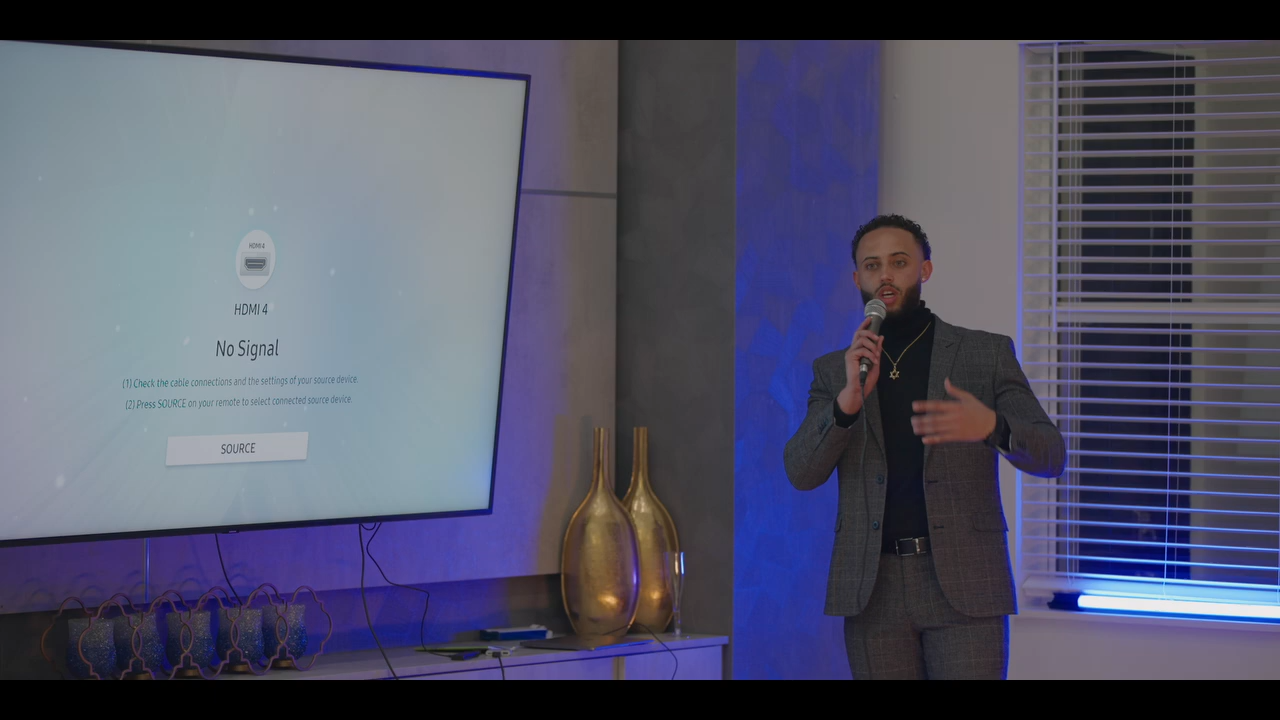 HDMI 4
HDMI 4
No Signal
(1) Check the cable connections and the settings of your source device.
(2) Press SOURCE on your remote to select connected source device.
SOURCE